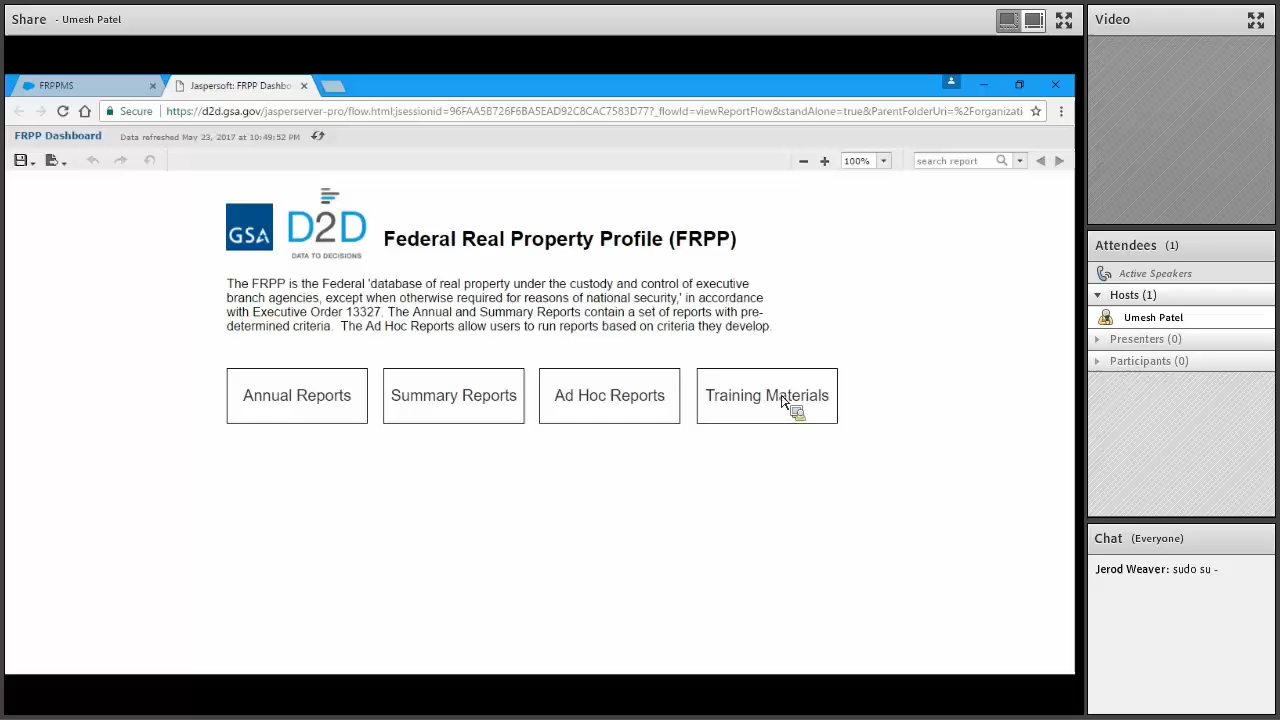 Share - Umesh Patel
FRPPMS
Jaspersoft: FRPP Dashbo
Secure https://d2d.gsa.gov/jasperserver-pro/flow.html;jsessionid=96FAA5B726F6BA5EAD92C8CAC7583D77?_flowId=viewReportFlow&standAlone=true&ParentFolderUri=%2Forganizati
FRPP Dashboard Data refreshed May 23, 2017 at 10:49:52 PM
100% search report
GSA
D2D
DATA TO DECISIONS
Federal Real Property Profile (FRPP)
The FRPP is the Federal 'database of real property under the custody and control of executive
branch agencies, except when otherwise required for reasons of national security,' in accordance
with Executive Order 13327. The Annual and Summary Reports contain a set of reports with pre-
determined criteria. The Ad Hoc Reports allow users to run reports based on criteria they develop.
Annual Reports
Summary Reports
Ad Hoc Reports
Training Materials
Video
Attendees (1)
Active Speakers
Hosts (1)
Umesh Patel
Presenters (0)
Participants (0)
Chat (Everyone)
Jerod Weaver: sudo su -